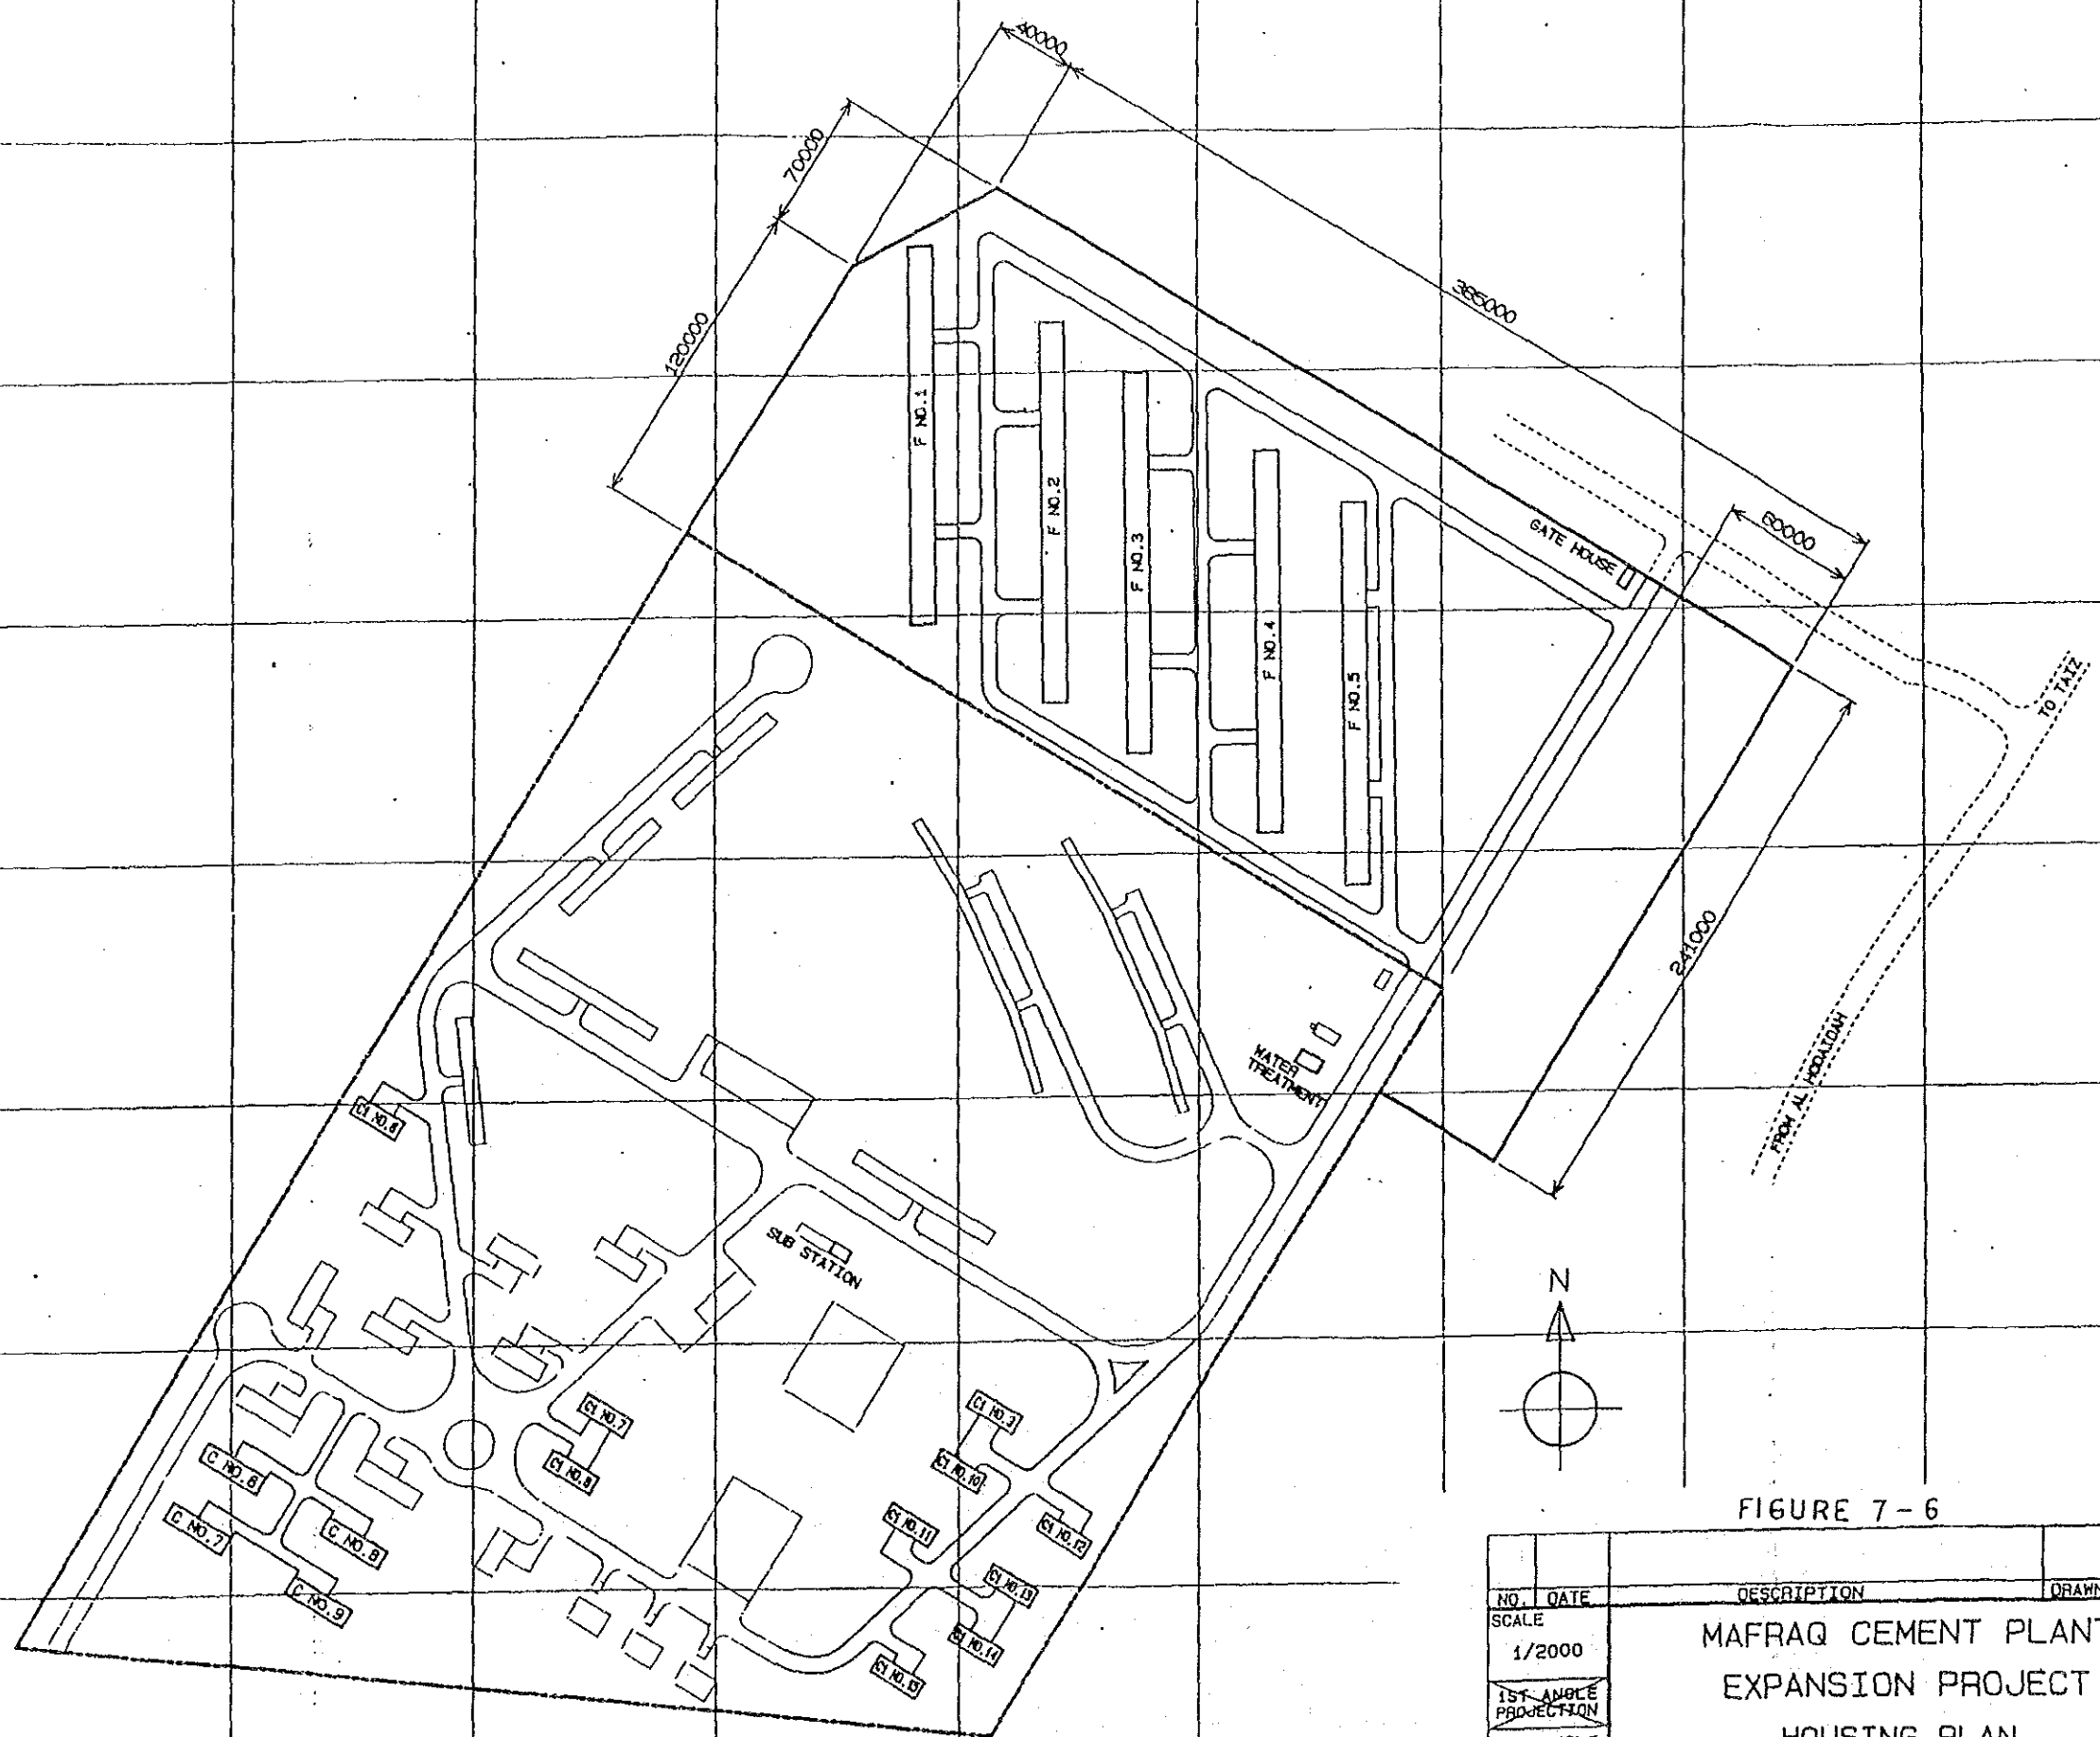 40000
70000
385000
120000
F NO.1
F NO.2
F NO.3
F NO.4
F NO.5
GATE HOUSE
60000
TO TAIZ
241000
FROM AL HODAIDAH
WATER
TREATMENT
C1 NO.6
SUB STATION
N
C1 NO.7
C1 NO.8
C1 NO.10
C NO.6
C NO.7
C NO.8
C NO.9
C1 NO.11
C1 NO.12
C1 NO.13
C1 NO.14
C1 NO.15
FIGURE 7-6
NO. DATE DESCRIPTION DRAWN
SCALE
1/2000
MAFRAQ CEMENT PLANT
EXPANSION PROJECT
1ST ANGLE
PROJECTION
HOUSING PLAN